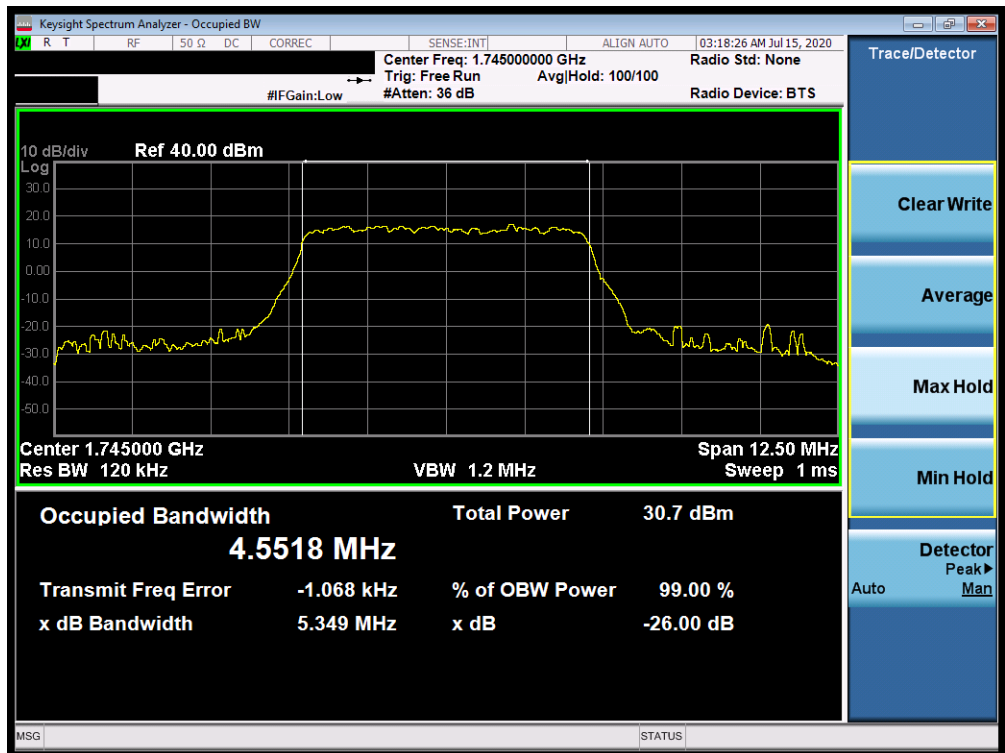 Keysight Spectrum Analyzer - Occupied BW
LXI R T RF 50 Ω DC CORREC SENSE:INT ALIGN AUTO 03:18:26 AM Jul 15, 2020
Center Freq: 1.745000000 GHz Radio Std: None
Trig: Free Run Avg|Hold: 100/100
#IFGain:Low #Atten: 36 dB Radio Device: BTS
Trace/Detector
10 dB/div Ref 40.00 dBm
Log
30.0
20.0
10.0
0.00
-10.0
-20.0
-30.0
-40.0
-50.0
Center 1.745000 GHz Span 12.50 MHz
Res BW 120 kHz VBW 1.2 MHz Sweep 1 ms
Occupied Bandwidth Total Power 30.7 dBm
4.5518 MHz
Transmit Freq Error -1.068 kHz % of OBW Power 99.00 %
x dB Bandwidth 5.349 MHz x dB -26.00 dB
Clear Write
Average
Max Hold
Min Hold
Detector
Peak▶
Auto Man
MSG STATUS